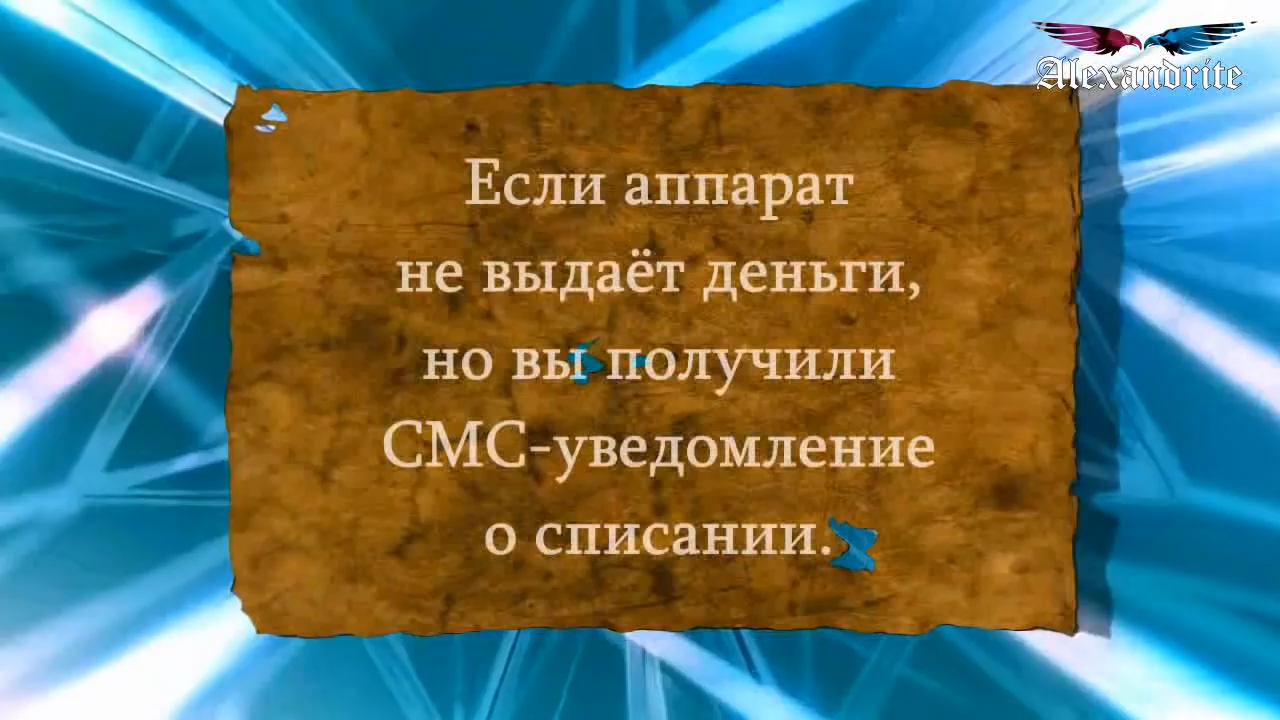 Alexandrite
Если аппарат
не выдаёт деньги,
но вы получили
СМС-уведомление
о списании.